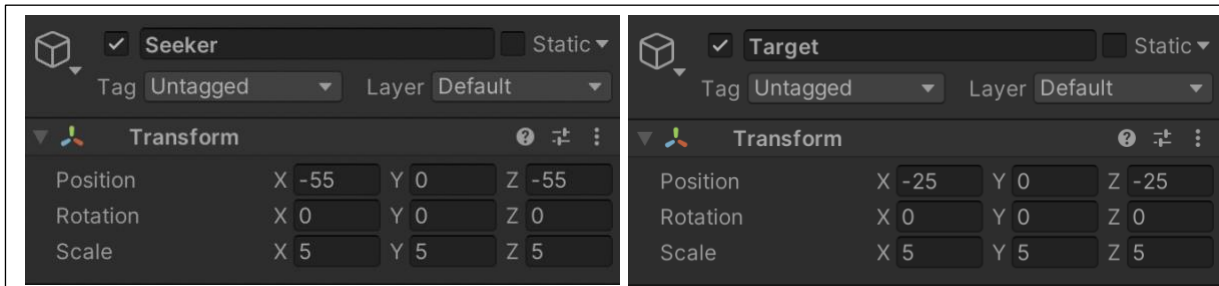 Seeker Static
Tag Untagged Layer Default
Transform
Position X -55 Y 0 Z -55
Rotation X 0 Y 0 Z 0
Scale X 5 Y 5 Z 5
Target Static
Tag Untagged Layer Default
Transform
Position X -25 Y 0 Z -25
Rotation X 0 Y 0 Z 0
Scale X 5 Y 5 Z 5